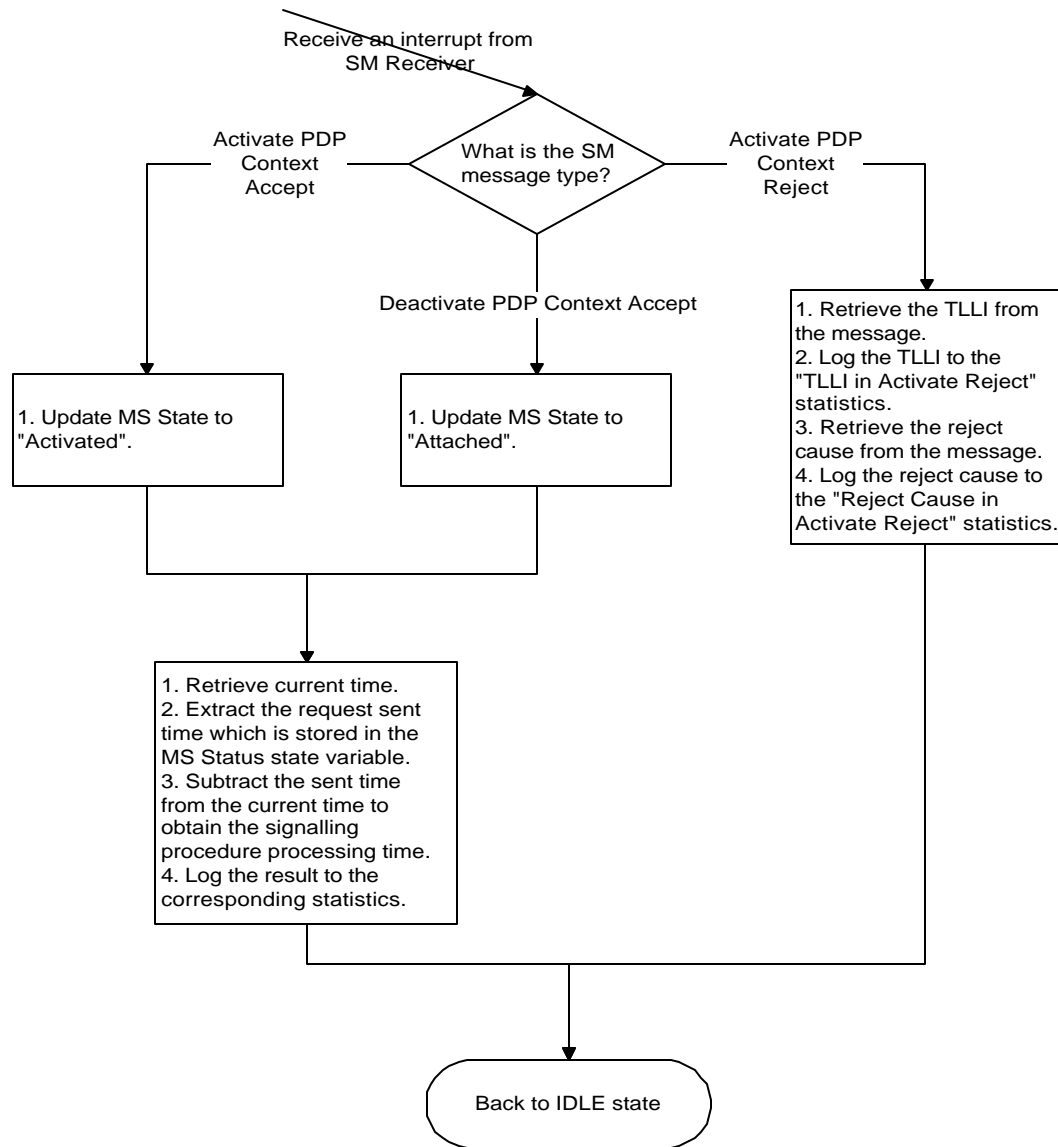 Receive an interrupt from
SM Receiver
What is the SM
message type?
Activate PDP
Context
Accept
Activate PDP
Context
Reject
Deactivate PDP Context Accept
1. Update MS State to
"Activated".
1. Update MS State to
"Attached".
1. Retrieve the TLLI from
the message.
2. Log the TLLI to the
"TLLI in Activate Reject"
statistics.
3. Retrieve the reject
cause from the message.
4. Log the reject cause to
the "Reject Cause in
Activate Reject" statistics.
1. Retrieve current time.
2. Extract the request sent
time which is stored in the
MS Status state variable.
3. Subtract the sent time
from the current time to
obtain the signalling
procedure processing time.
4. Log the result to the
corresponding statistics.
Back to IDLE state